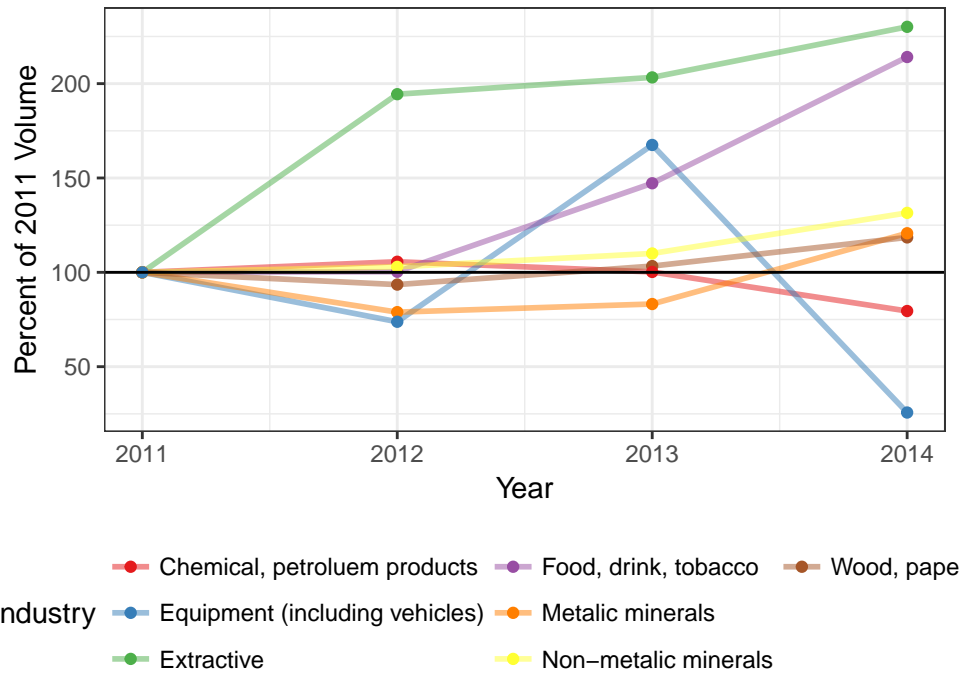 200
150
100
50
Percent of 2011 Volume
2011 2012 2013 2014
Year
Chemical, petroluem products Food, drink, tobacco Wood, pape
ndustry Equipment (including vehicles) Metalic minerals
Extractive Non−metalic minerals